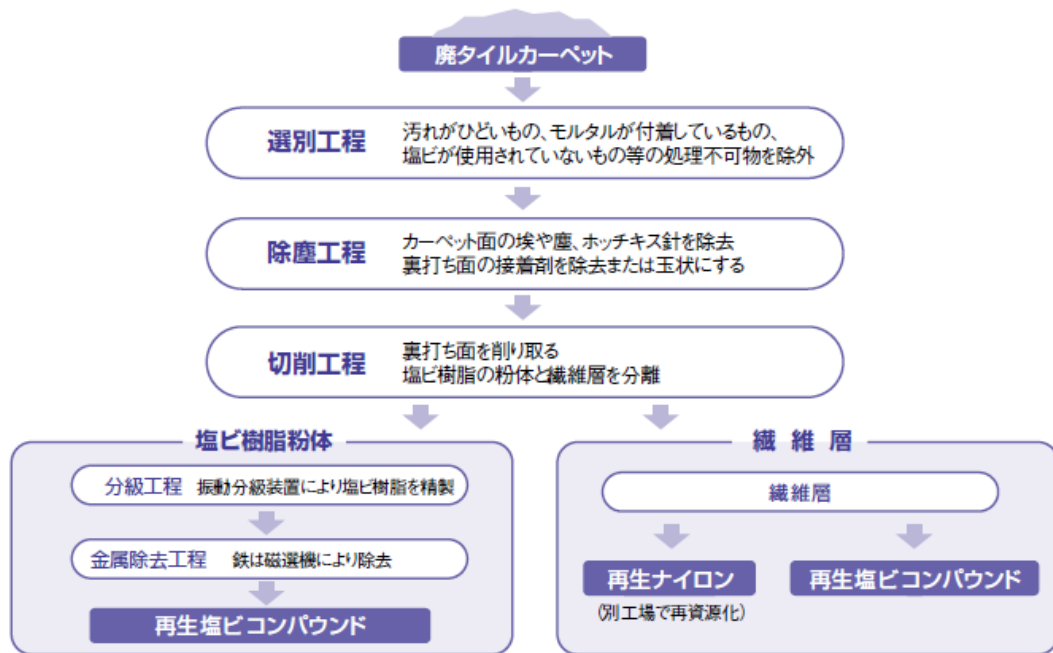 廃タイルカーペット
選別工程
汚れがひどいもの、モルタルが付着しているもの、
塩ビが使用されていないもの等の処理不可物を除外
除塵工程
カーペット面の埃や塵、ホッチキス針を除去
裏打ち面の接着剤を除去または玉状にする
切削工程
裏打ち面を削り取る
塩ビ樹脂の粉体と繊維層を分離
塩ビ樹脂粉体
分級工程 振動分級装置により塩ビ樹脂を精製
金属除去工程 鉄は磁選機により除去
再生塩ビコンパウンド
繊維層
繊維層
再生ナイロン
(別工場で再資源化)
再生塩ビコンパウンド